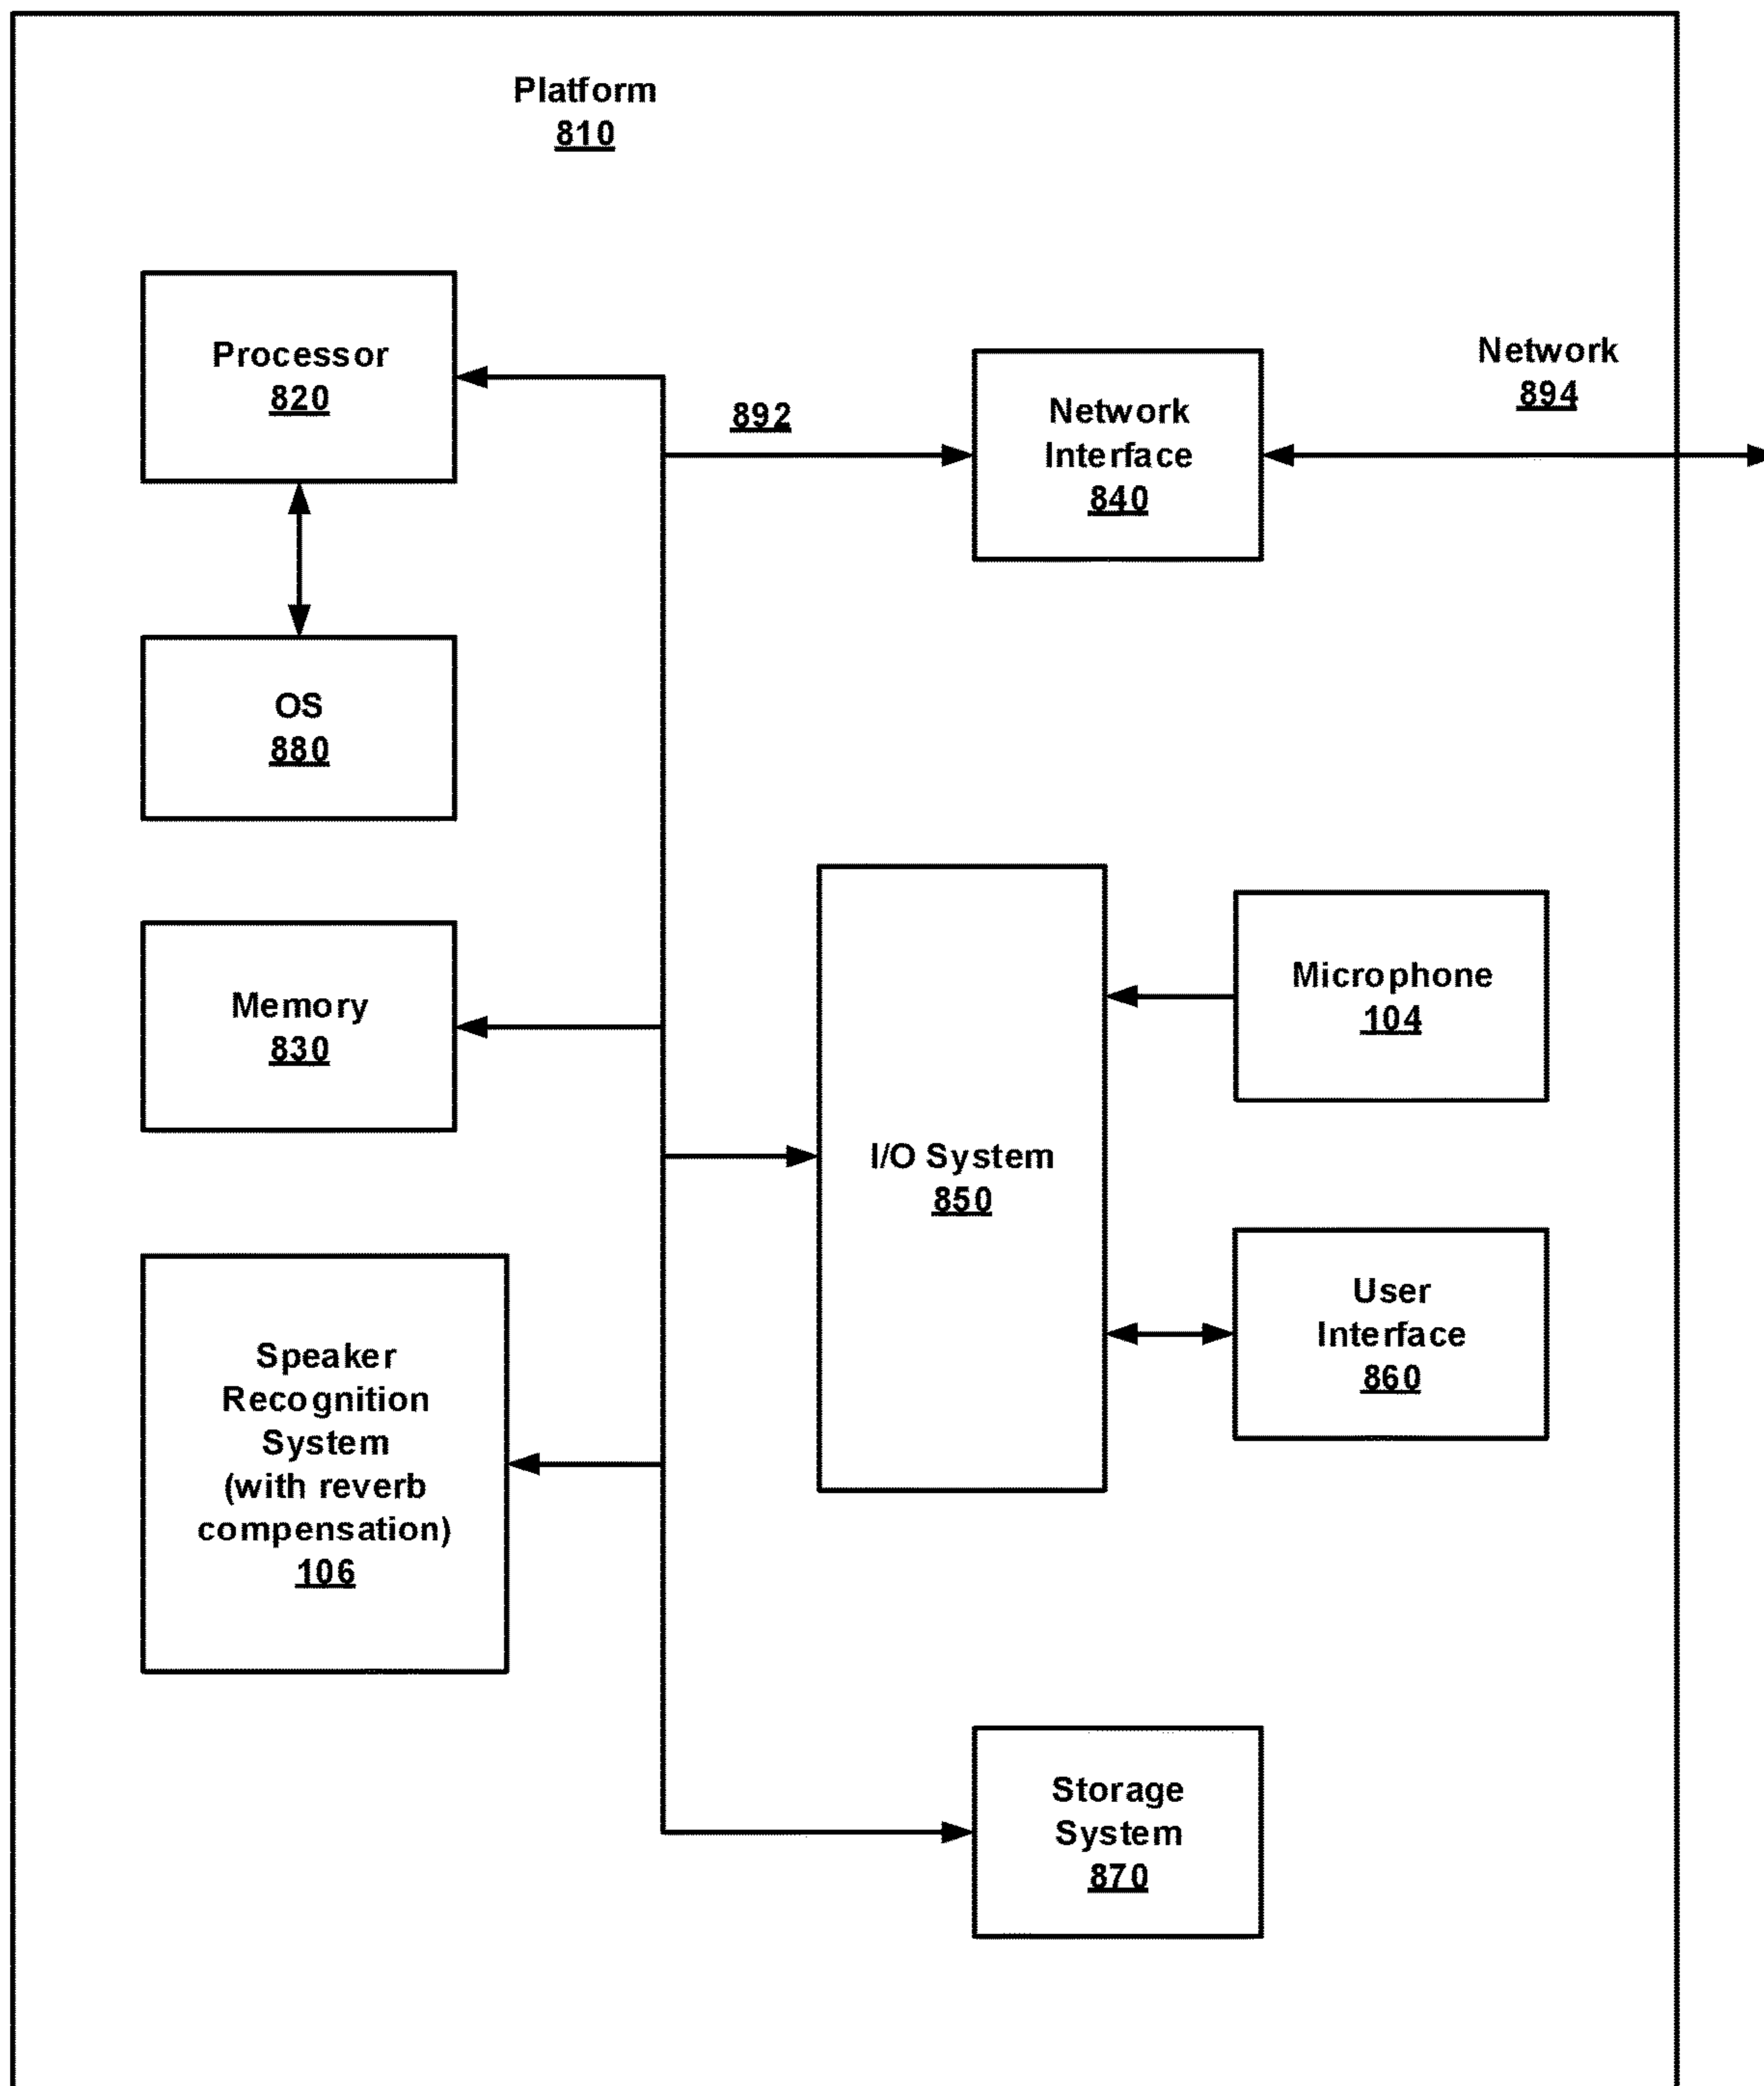 Platform
810
Processor
820
892
Network
Interface
840
Network
894
OS
880
Memory
830
I/O System
850
Microphone
104
User
Interface
860
Speaker
Recognition
System
(with reverb
compensation)
106
Storage
System
870